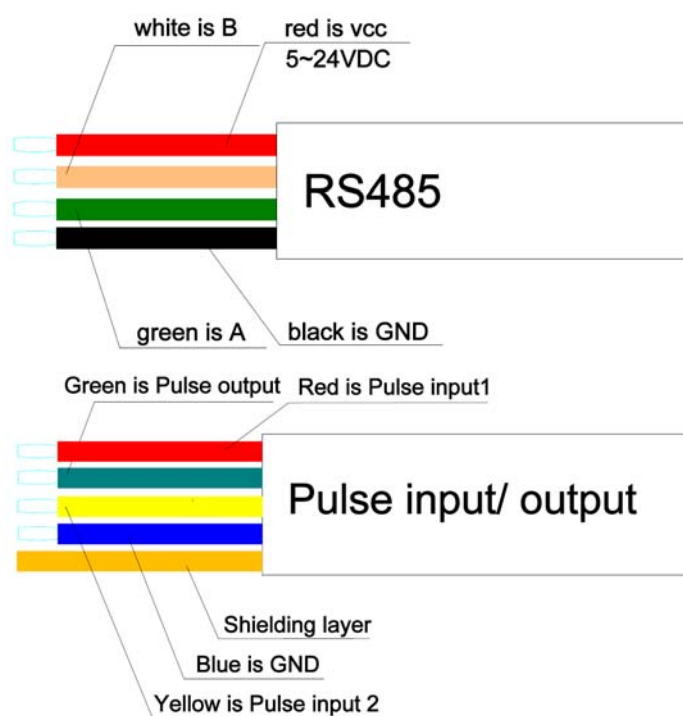 white is B
red is vcc
5~24VDC
RS485
green is A
black is GND
Green is Pulse output
Red is Pulse input1
Pulse input/ output
Shielding layer
Blue is GND
Yellow is Pulse input 2